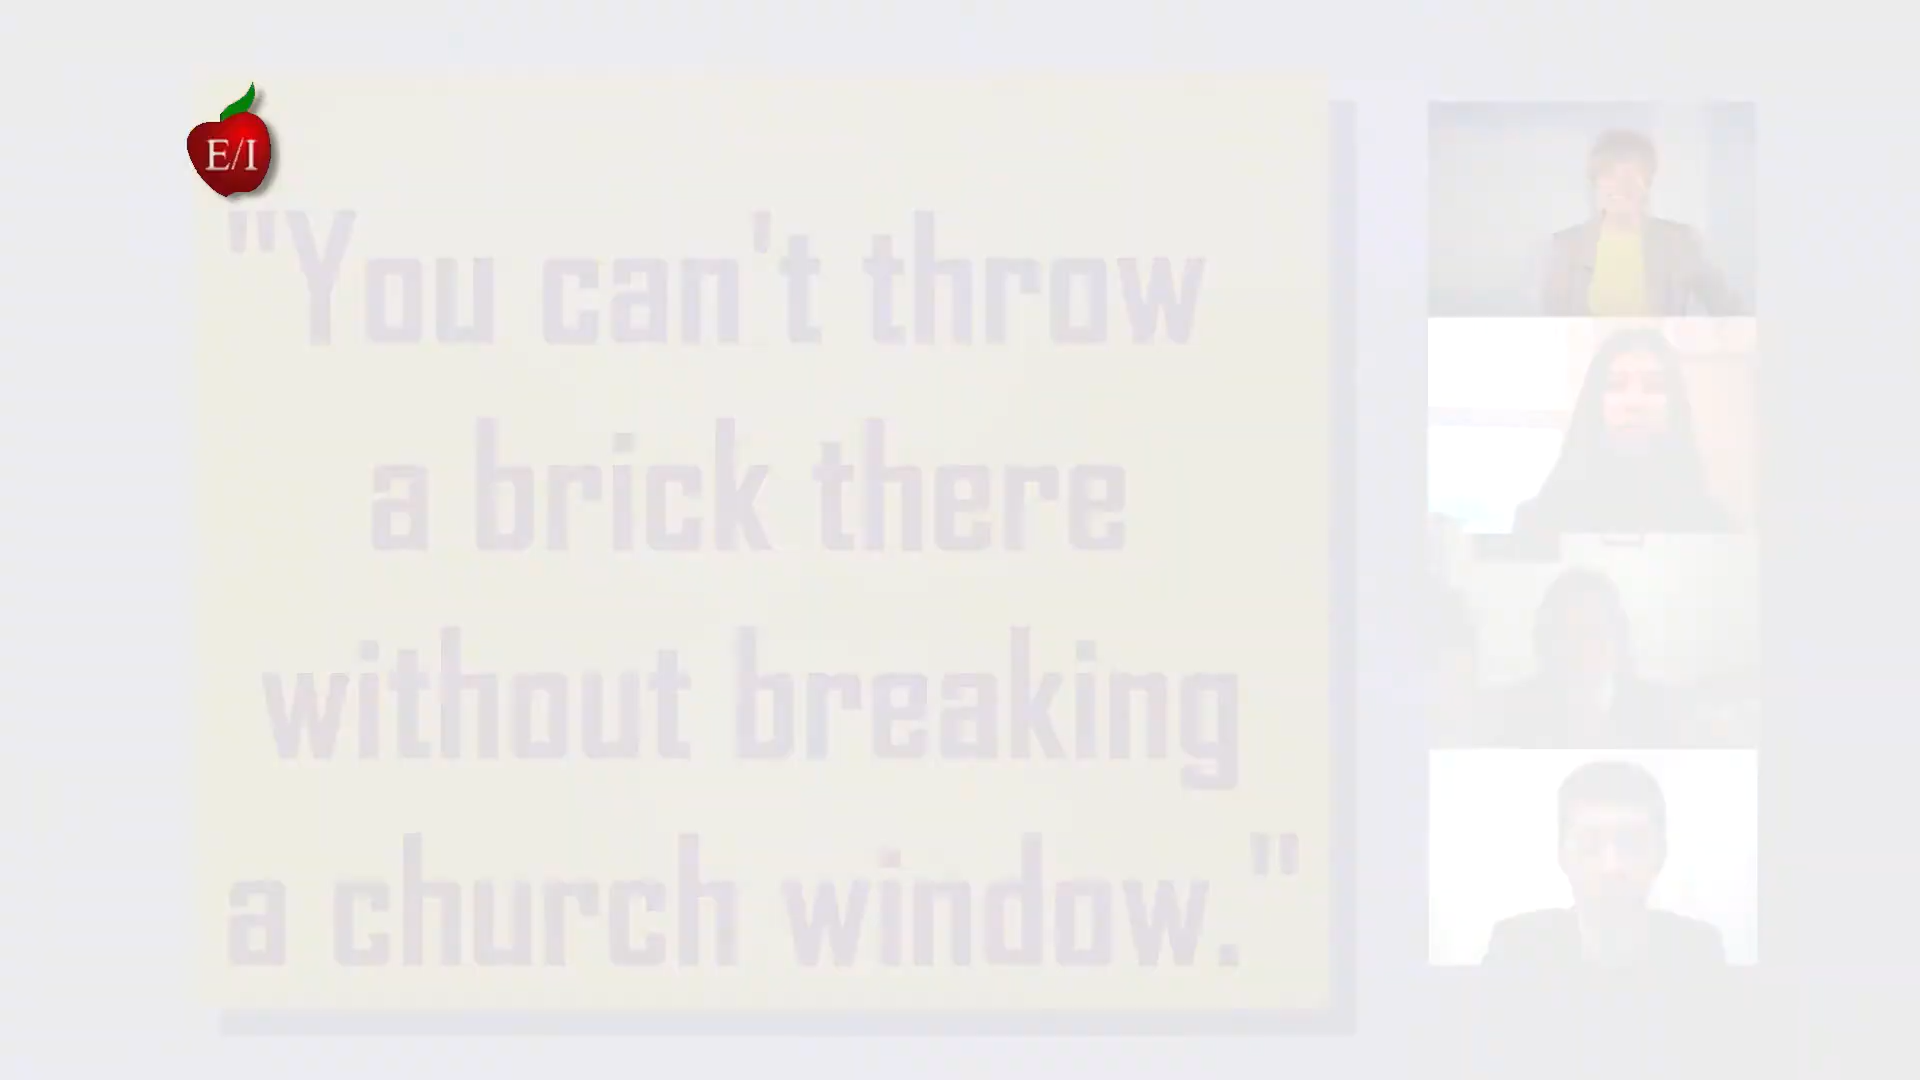 E/I
"You can't throw
a brick there
without breaking
a church window."